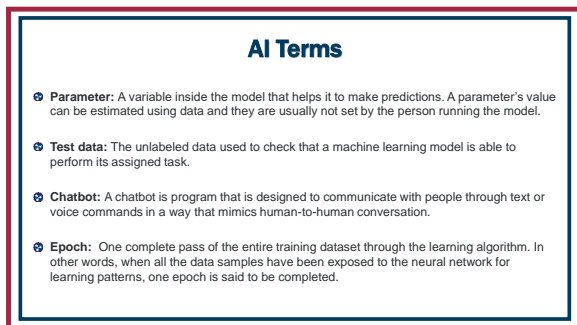 AI Terms
Parameter: A variable inside the model that helps it to make predictions. A parameter's value
can be estimated using data and they are usually not set by the person running the model.
Test data: The unlabeled data used to check that a machine learning model is able to
perform its assigned task.
Chatbot: A chatbot is program that is designed to communicate with people through text or
voice commands in a way that mimics human-to-human conversation.
Epoch: One complete pass of the entire training dataset through the learning algorithm. In
other words, when all the data samples have been exposed to the neural network for
learning patterns, one epoch is said to be completed.